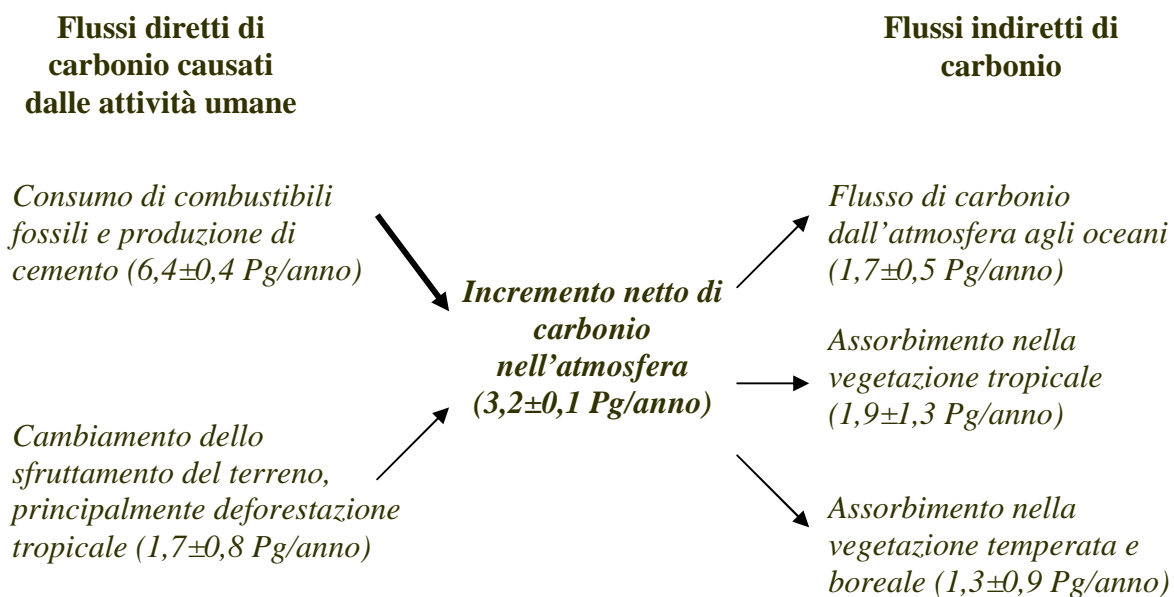 Flussi diretti di
carbonio causati
dalle attività umane
Flussi indiretti di
carbonio
Consumo di combustibili
fossili e produzione di
cemento (6,4±0,4 Pg/anno)
Cambiamento dello
sfruttamento del terreno,
principalmente deforestazione
tropicale (1,7±0,8 Pg/anno)
Incremento netto di
carbonio
nell’atmosfera
(3,2±0,1 Pg/anno)
Flusso di carbonio
dall’atmosfera agli oceani
(1,7±0,5 Pg/anno)
Assorbimento nella
vegetazione tropicale
(1,9±1,3 Pg/anno)
Assorbimento nella
vegetazione temperata e
boreale (1,3±0,9 Pg/anno)